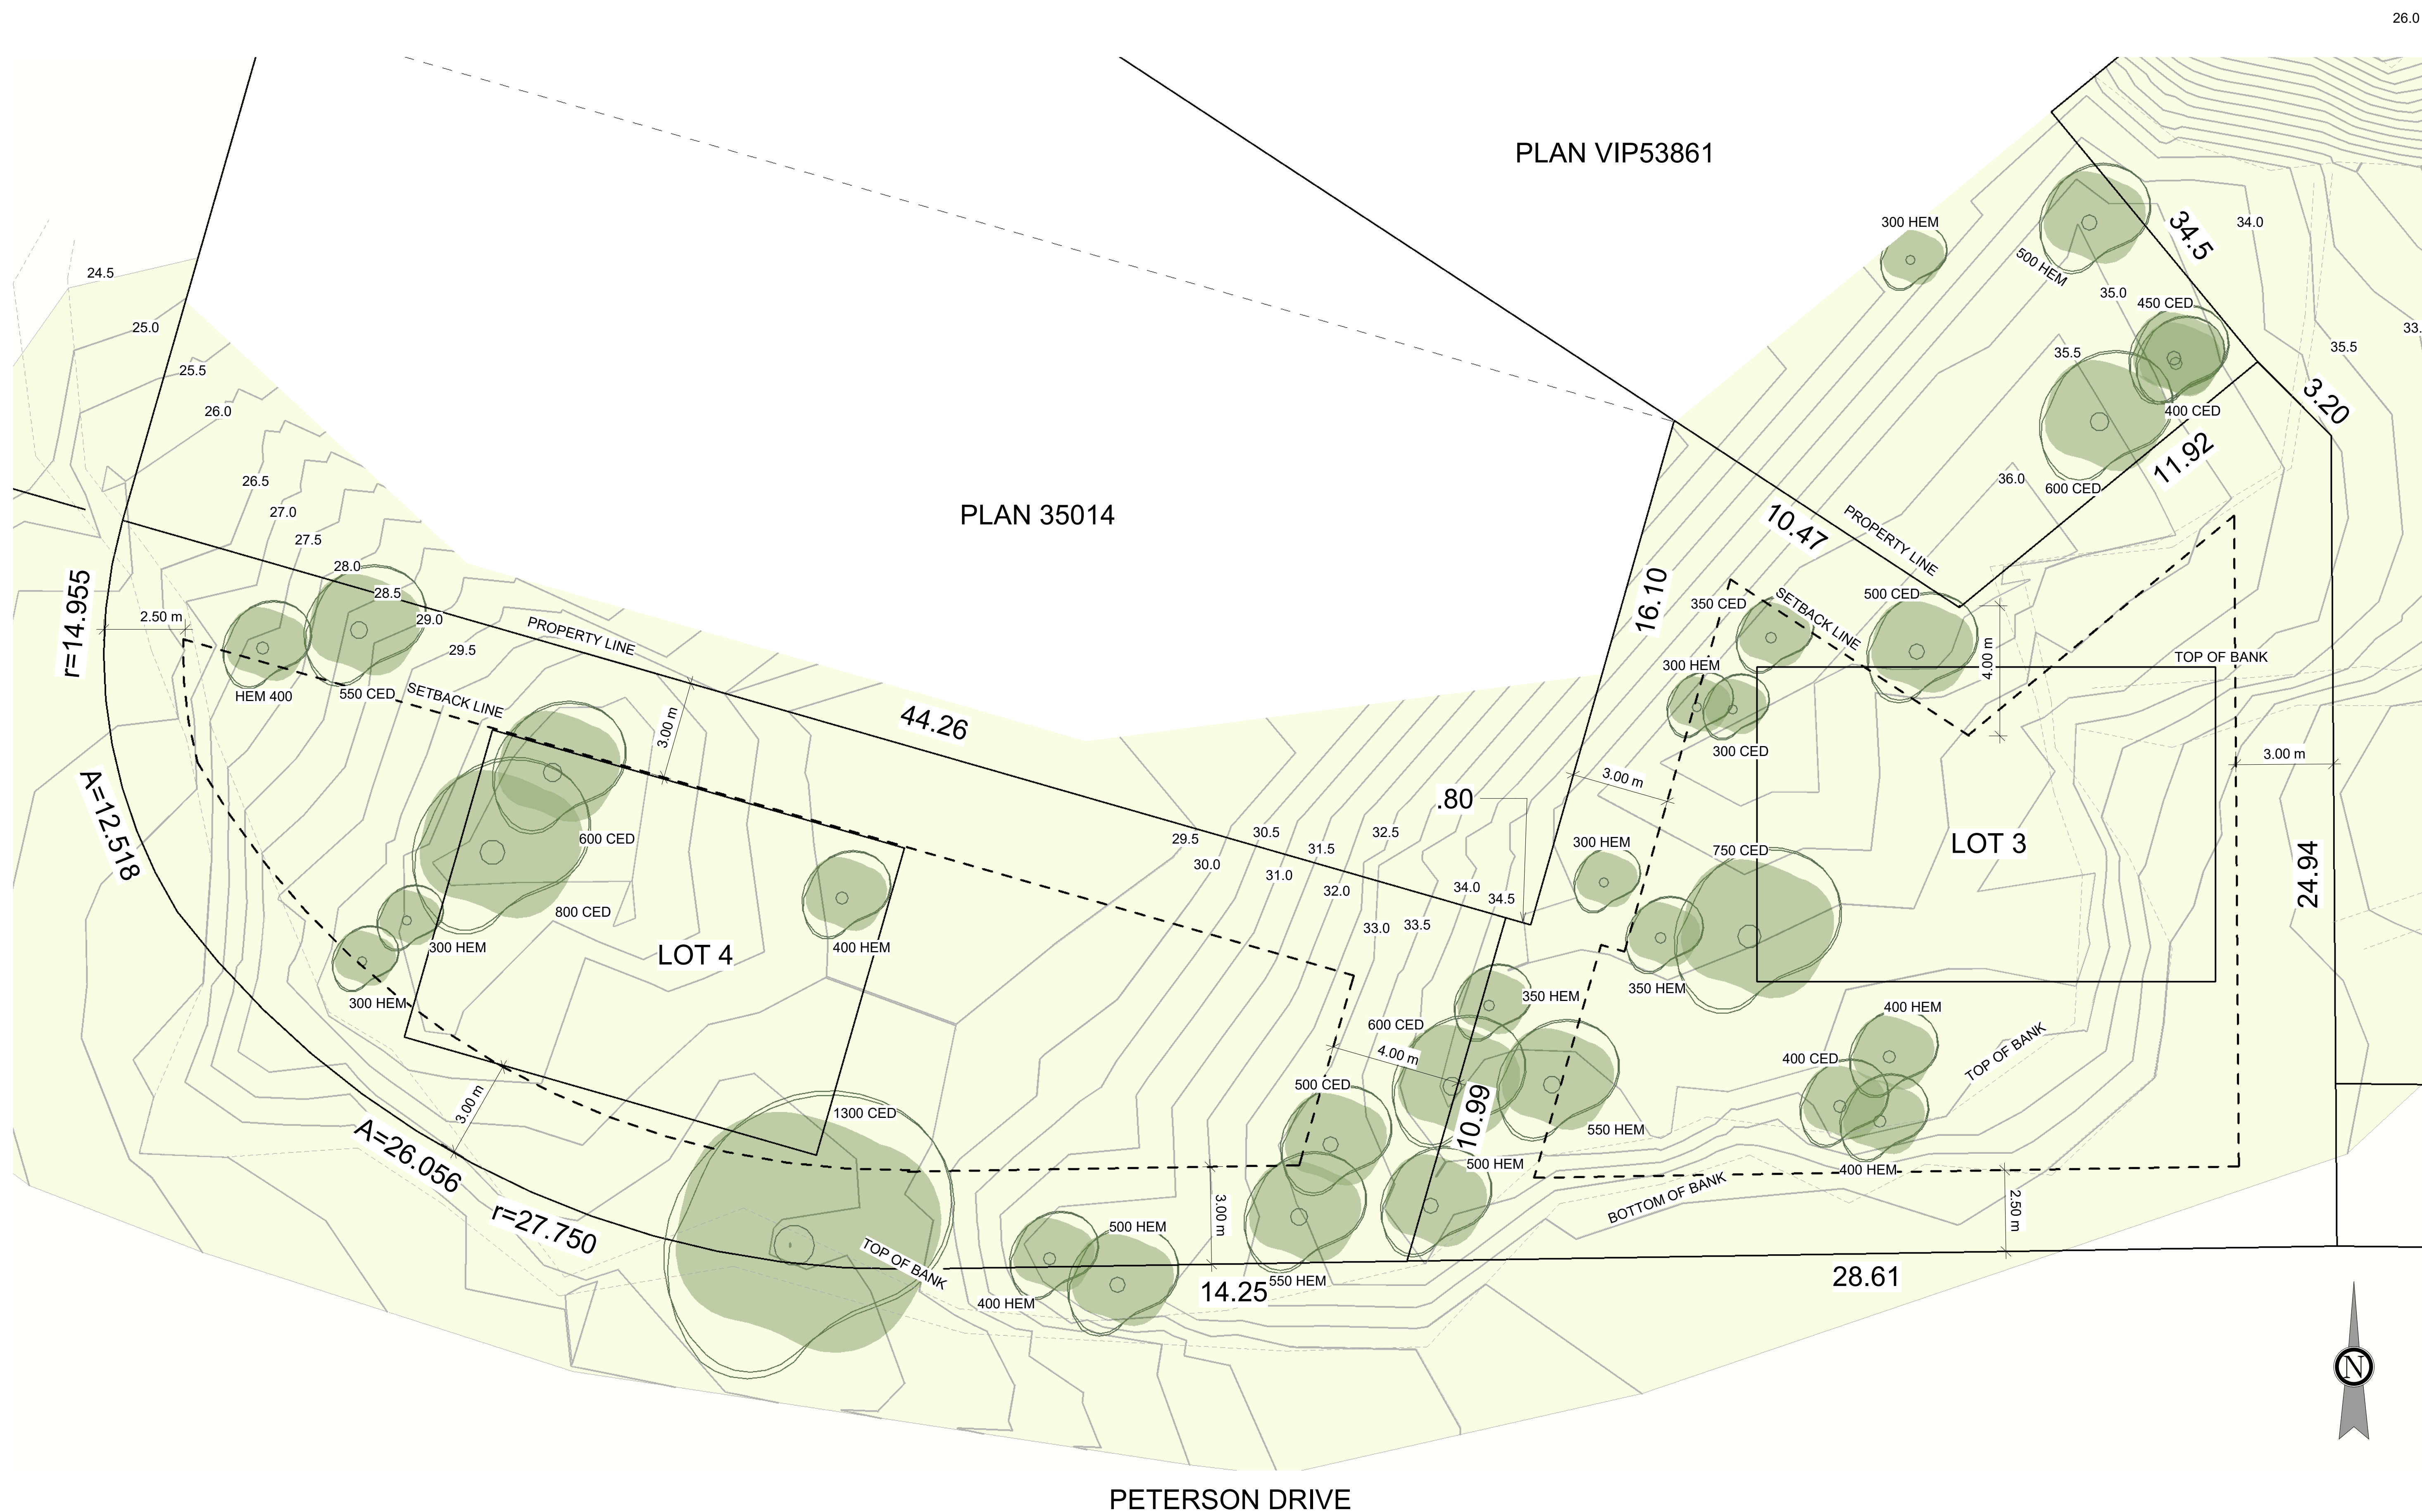 26.0
PLAN VIP53861
300 HEM
34.0
34.5
500 HEM
24.5
35.0
450 CED
25.0
33.
35.5
35.5
25.5
3.20
26.0
400 CED
11.92
26.5
36.0
600 CED
27.0
PLAN 35014
10.47
PROPERTY LINE
27.5
28.0
28.5
500 CED
16.10
350 CED
SETBACK LINE
r=14.955
2.50 m
29.0
PROPERTY LINE
29.5
4.00 m
TOP OF BANK
300 HEM
HEM 400
550 CED
SETBACK LINE
3.00 m
44.26
300 CED
3.00 m
3.00 m
.80
A=12.518
600 CED
29.5
30.5
32.5
31.5
300 HEM
750 CED
LOT 3
30.0
31.0
32.0
34.0
34.5
24.94
800 CED
33.0
33.5
300 HEM
LOT 4
400 HEM
350 HEM
350 HEM
300 HEM
400 HEM
600 CED
4.00 m
TOP OF BANK
400 CED
500 CED
3.00 m
1300 CED
10.99
550 HEM
A=26.056
500 HEM
400 HEM
BOTTOM OF BANK
3.00 m
2.50 m
r=27.750
500 HEM
TOP OF BANK
550 HEM
14.25
28.61
400 HEM
N
PETERSON DRIVE